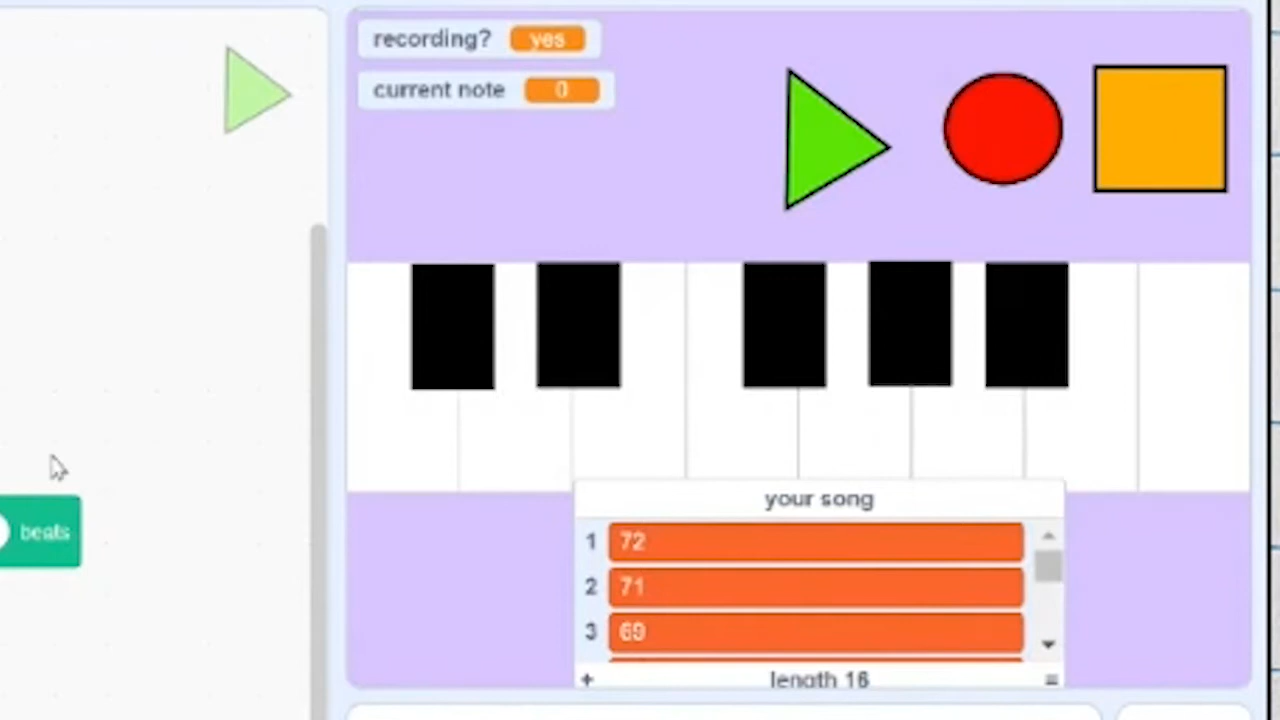 recording? yes
current note 0
beats
your song
1 72
2 71
3 69
+ length 16 =